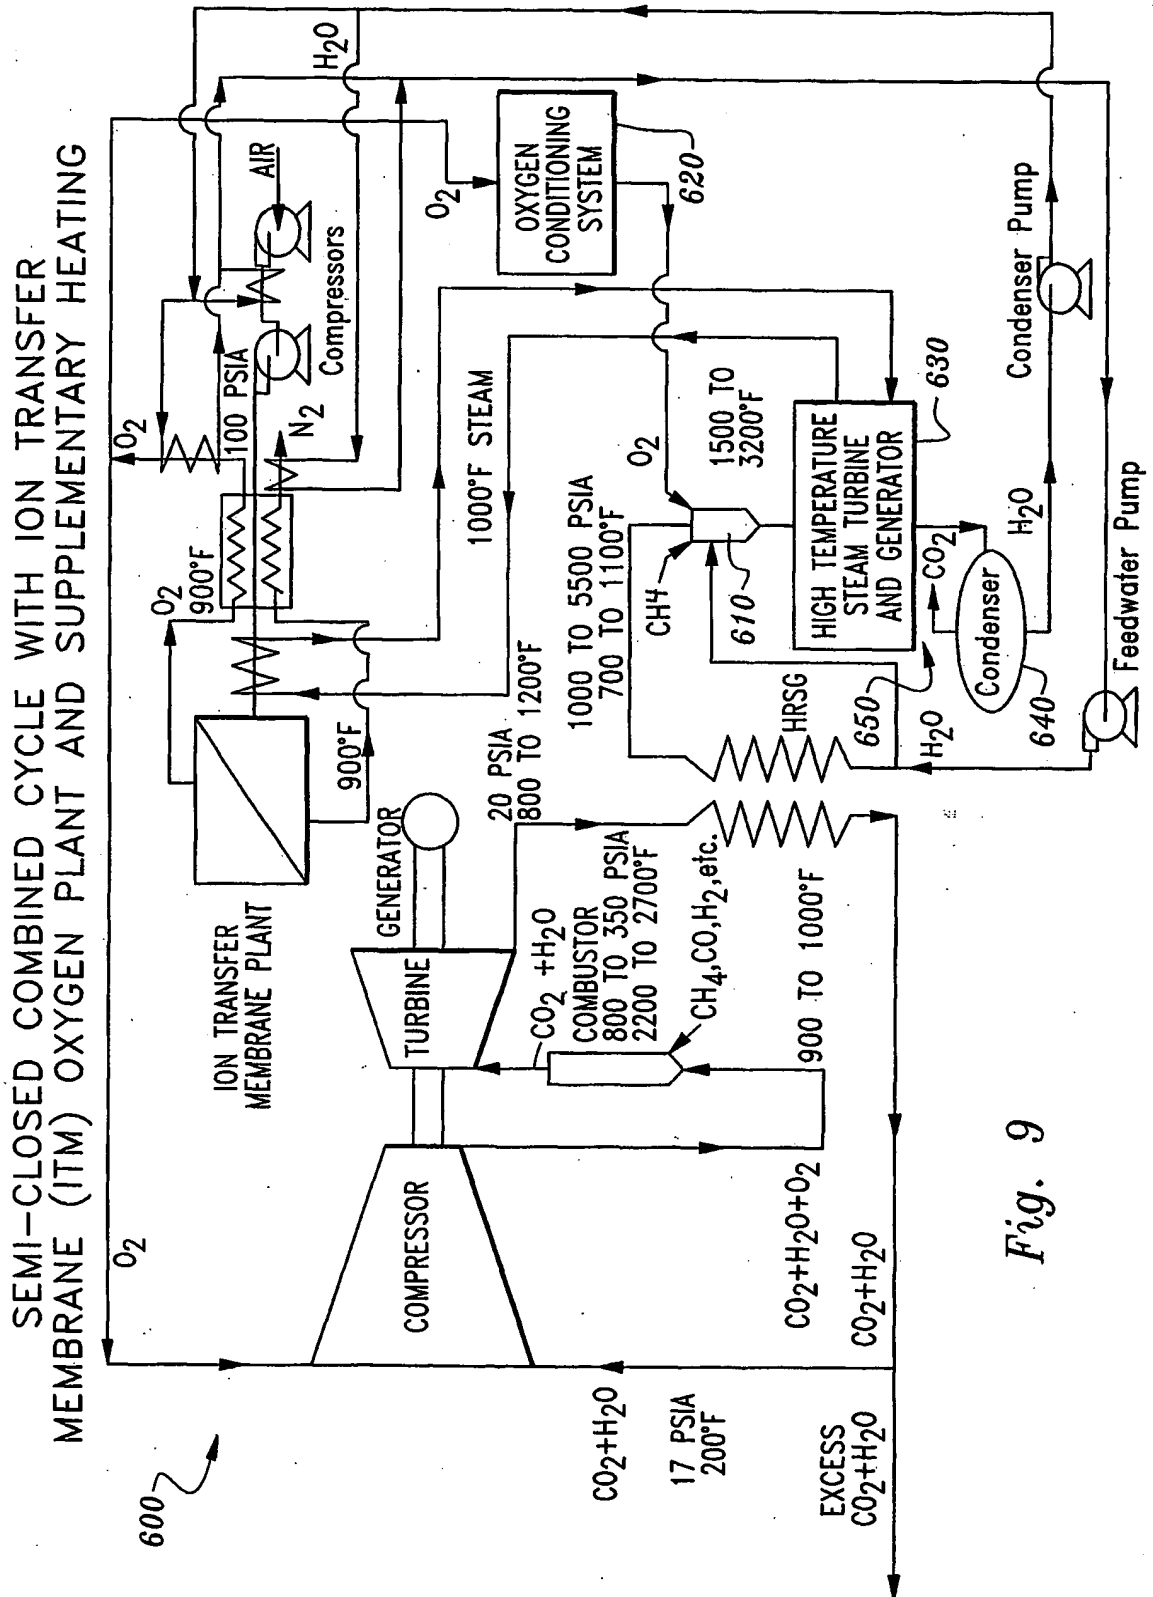 SEMI-CLOSED COMBINED CYCLE WITH ION TRANSFER
MEMBRANE (ITM) OXYGEN PLANT AND SUPPLEMENTARY HEATING
600
O2
CO2+H2O
17 PSIA
200°F
EXCESS
CO2+H2O
COMPRESSOR
CO2+H2O+O2
CO2+H2O
TURBINE
GENERATOR
CO2 +H2O
COMBUSTOR
800 TO 350 PSIA
2200 TO 2700°F
CH4,CO,H2,etc.
900 TO 1000°F
ION TRANSFER
MEMBRANE PLANT
20 PSIA
800 TO 1200°F
HRSG
O2
900°F
900°F
O2
100 PSIA
N2
AIR
Compressors
H2O
1000°F STEAM
1000 TO 5500 PSIA
700 TO 1100°F
CH4
610
O2
1500 TO
3200°F
O2
OXYGEN
CONDITIONING
SYSTEM
620
HIGH TEMPERATURE
STEAM TURBINE
AND GENERATOR
630
650
H2O
CO2
Condenser
640
H2O
H2O
Condenser Pump
Feedwater Pump
Fig. 9